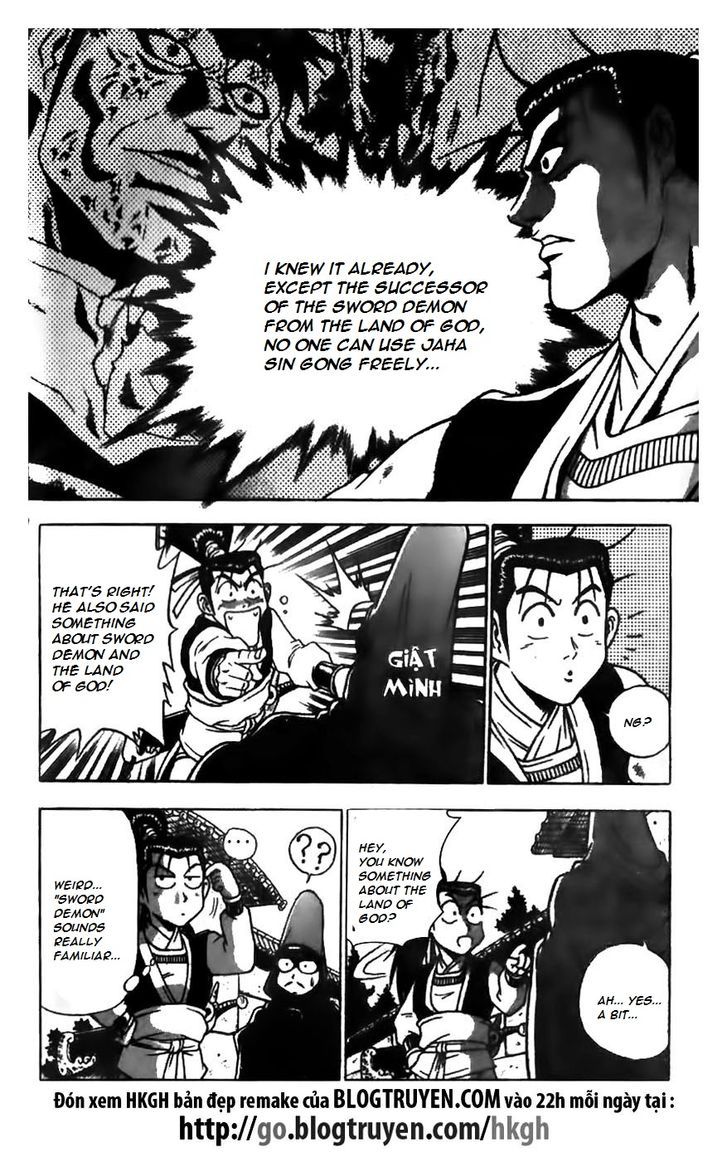 I KNEW IT ALREADY,
EXCEPT THE SUCCESSOR
OF THE SWORD DEMON
FROM THE LAND OF GOD,
NO ONE CAN USE JAHA
SIN GONG FREELY...
THAT'S RIGHT!
HE ALSO SAID
SOMETHING
ABOUT SWORD
DEMON AND
THE LAND
OF GOD!
GIẬT
MÌNH
NG?
WEIRD...
"SWORD
DEMON"
SOUNDS
REALLY
FAMILIAR...
...
??
HEY,
YOU KNOW
SOMETHING
ABOUT THE
LAND OF
GOD?
AH... YES...
A BIT...
Đón xem HKGH bản đẹp remake của BLOGTRUYEN.COM vào 22h mỗi ngày tại :
http://go.blogtruyen.com/hkgh